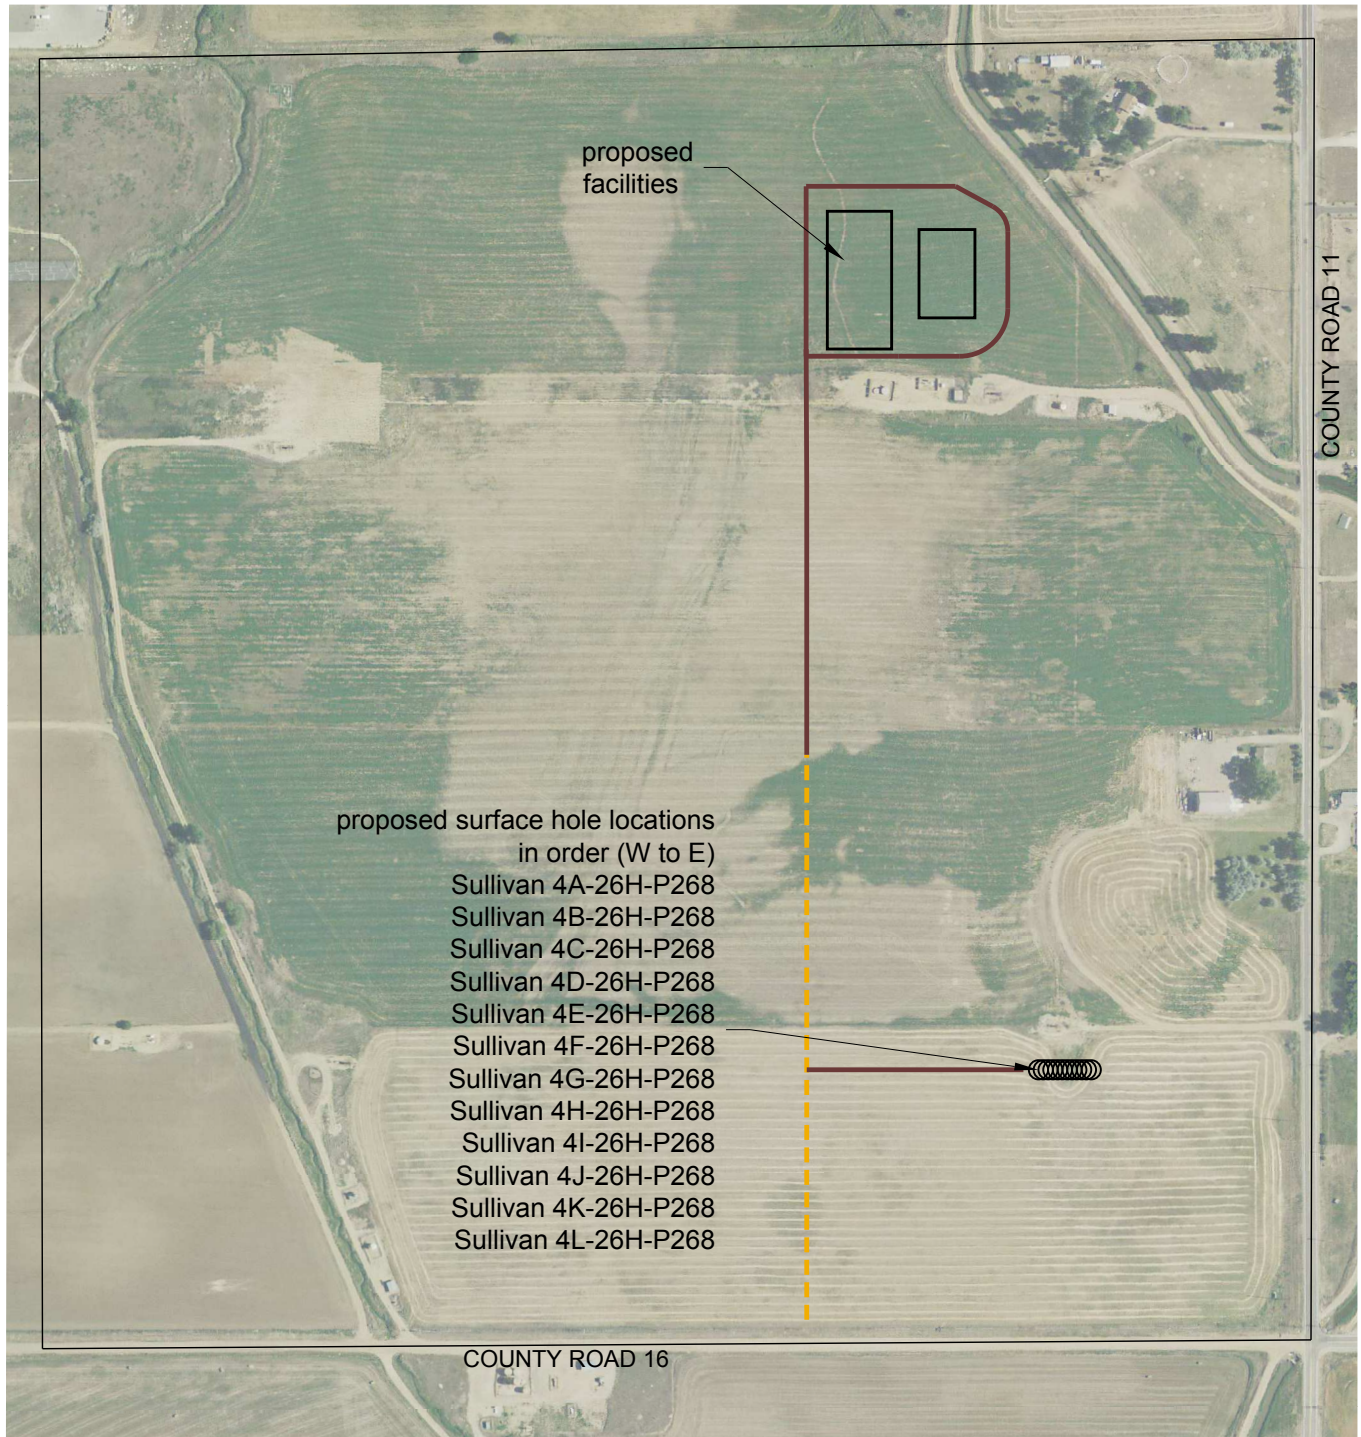 proposed
facilities
COUNTY ROAD 11
proposed surface hole locations
in order (W to E)
Sullivan 4A-26H-P268
Sullivan 4B-26H-P268
Sullivan 4C-26H-P268
Sullivan 4D-26H-P268
Sullivan 4E-26H-P268
Sullivan 4F-26H-P268
Sullivan 4G-26H-P268
Sullivan 4H-26H-P268
Sullivan 4I-26H-P268
Sullivan 4J-26H-P268
Sullivan 4K-26H-P268
Sullivan 4L-26H-P268
COUNTY ROAD 16